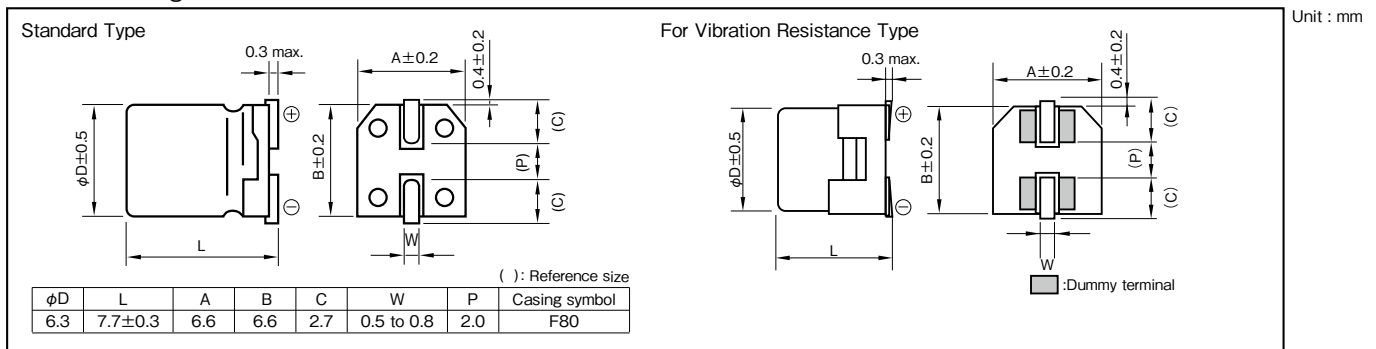 Unit : mm
Standard Type
0.3 max.
A±0.2
0.4±0.2
φD±0.5
⊕
⊖
L
B±0.2
(C)
(P)
(C)
W
( ) : Reference size
φD L A B C W P Casing symbol
6.3 7.7±0.3 6.6 6.6 2.7 0.5 to 0.8 2.0 F80
For Vibration Resistance Type
0.3 max.
A±0.2
0.4±0.2
φD±0.5
⊕
⊖
L
B±0.2
(C)
(P)
(C)
W
:Dummy terminal